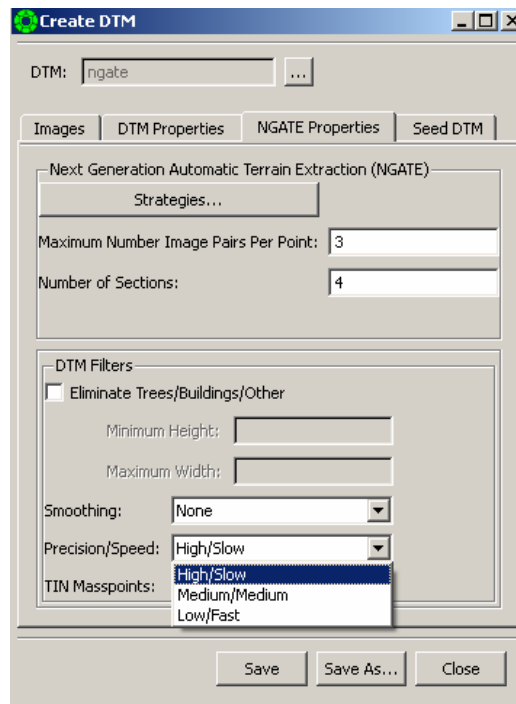 Create DTM
DTM: ngate ...
Images DTM Properties NGATE Properties Seed DTM
Next Generation Automatic Terrain Extraction (NGATE)
Strategies...
Maximum Number Image Pairs Per Point: 3
Number of Sections: 4
DTM Filters
Eliminate Trees/Buildings/Other
Minimum Height:
Maximum Width:
Smoothing: None
Precision/Speed: High/Slow
High/Slow
TIN Masspoints: Medium/Medium
Low/Fast
Save Save As... Close